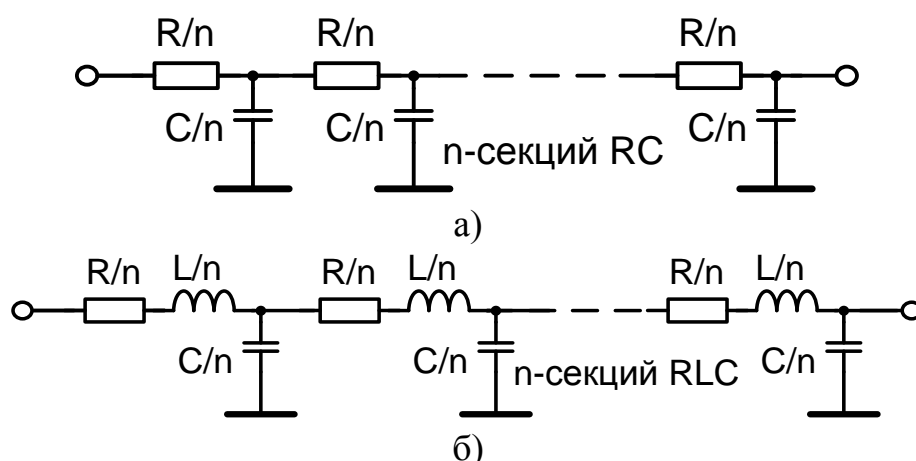 R/n R/n R/n
C/n C/n C/n
n-секций RC
а)
R/n L/n R/n L/n R/n L/n
C/n C/n C/n
n-секций RLC
б)